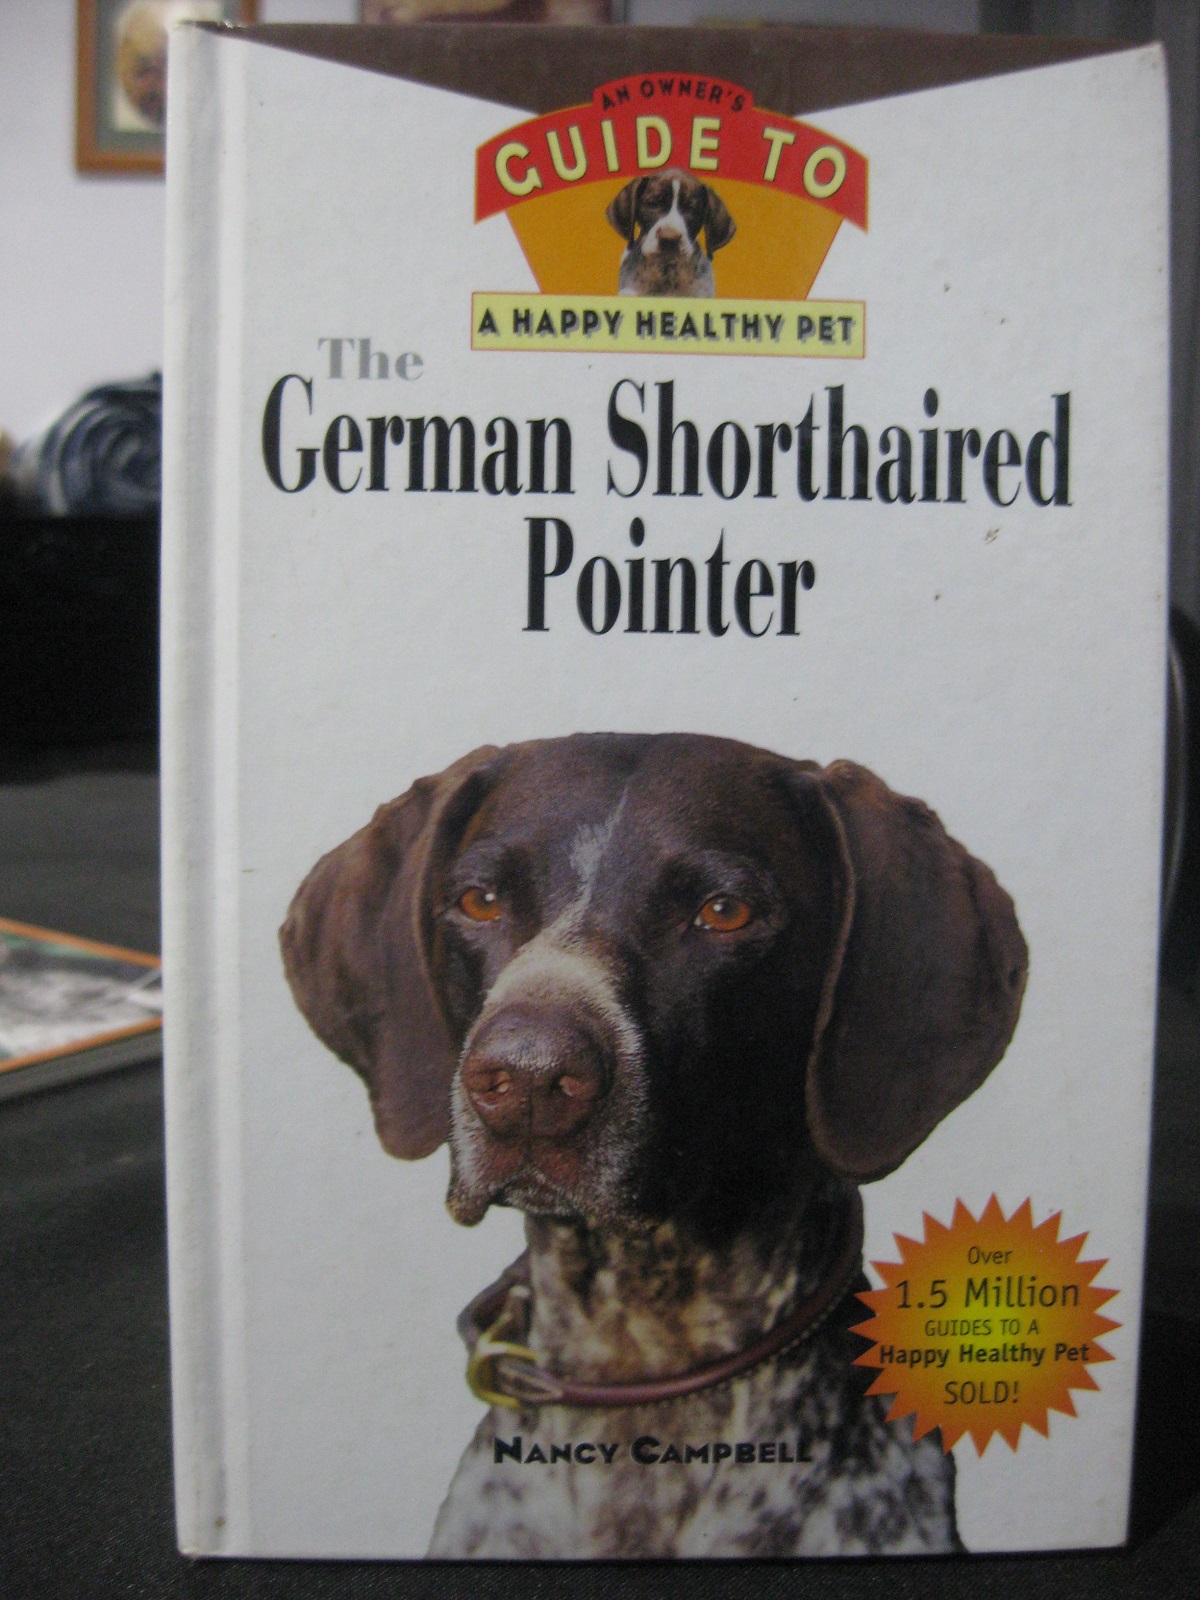 AN OWNER'S
GUIDE TO
A HAPPY HEALTHY PET
The
German Shorthaired
Pointer
Over
1.5 Million
GUIDES TO A
Happy Healthy Pet
SOLD!
NANCY CAMPBELL